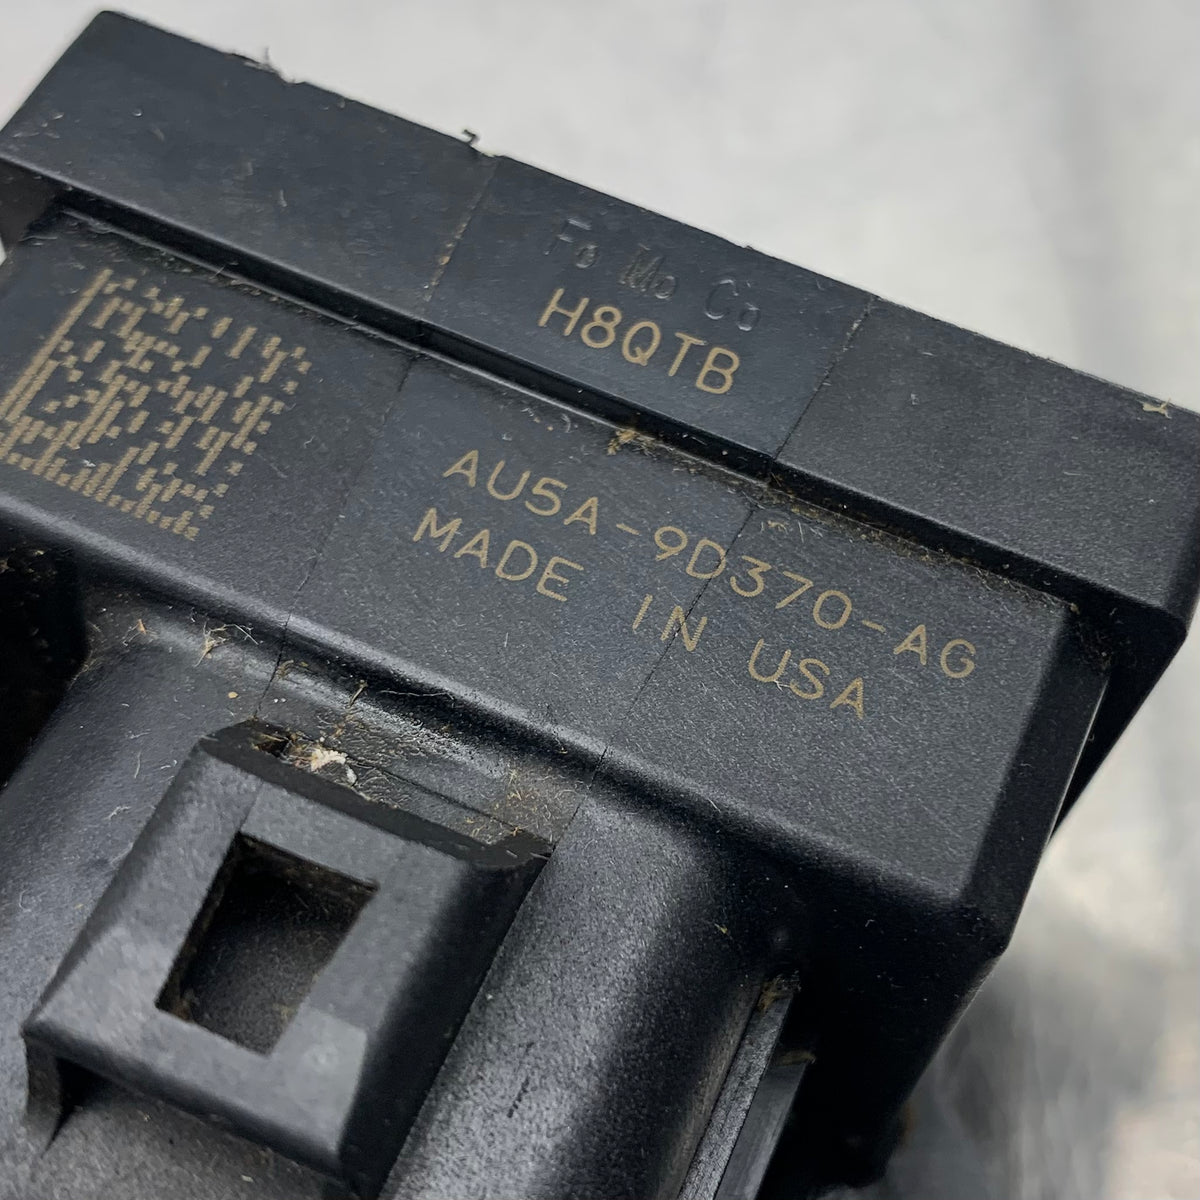 Fo Mo Co
H8QTB
AU5A-9D370-AG
MADE IN USA